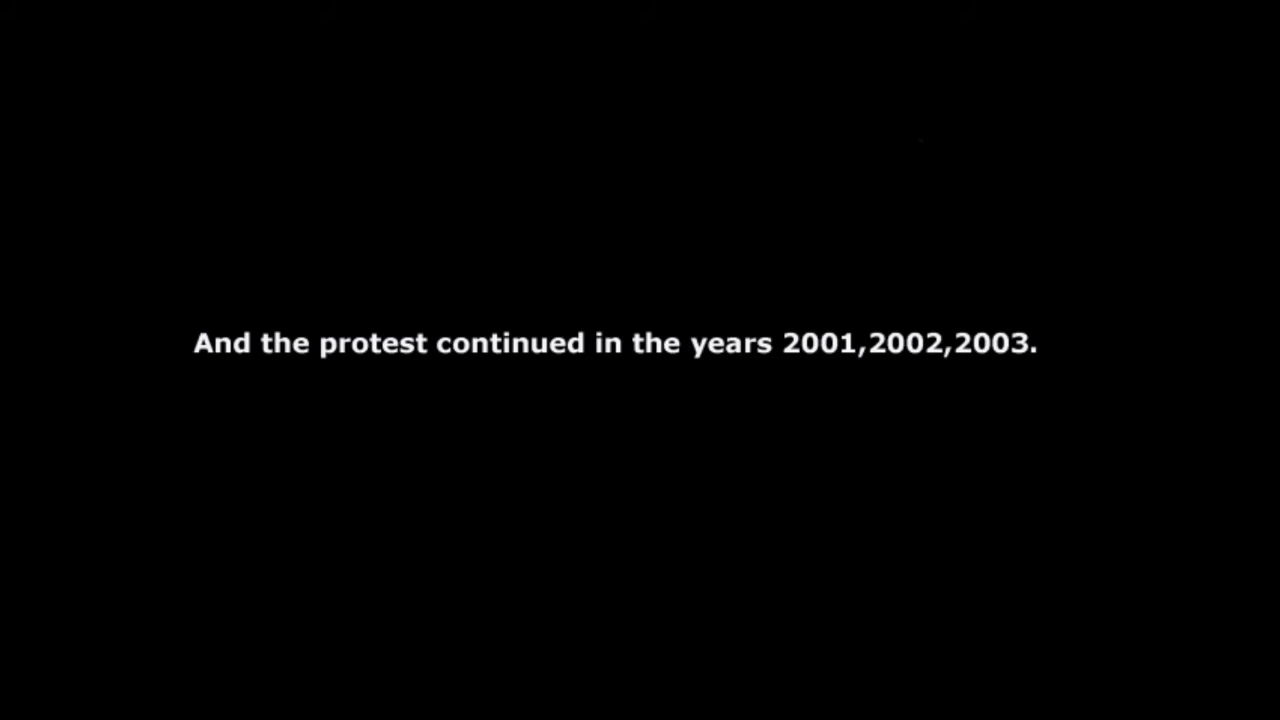 And the protest continued in the years 2001,2002,2003.